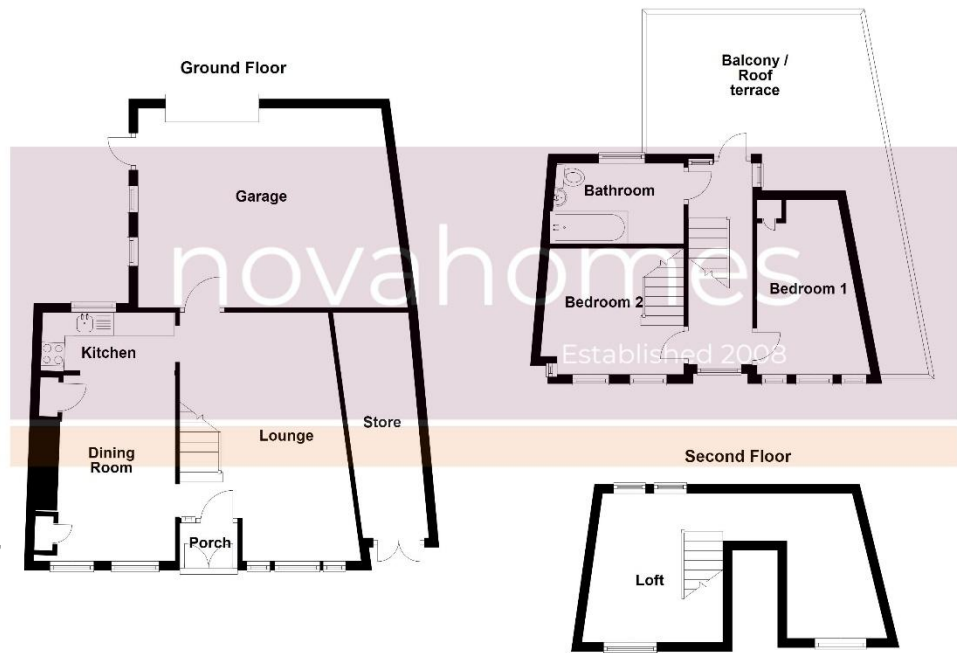 Ground Floor
Garage
Kitchen
Dining
Room
Lounge
Store
Porch
Balcony /
Roof
terrace
Bathroom
Bedroom 2
Bedroom 1
novahomes
Established 2008
Second Floor
Loft